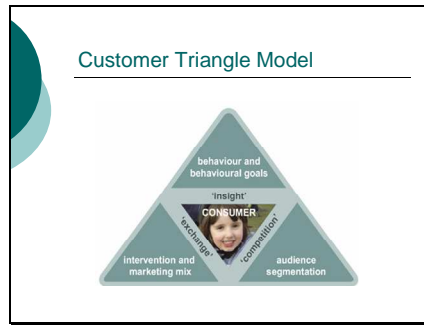 Customer Triangle Model
behaviour and
behavioural goals
'insight'
CONSUMER
'exchange'
'competition'
intervention and
marketing mix
audience
segmentation